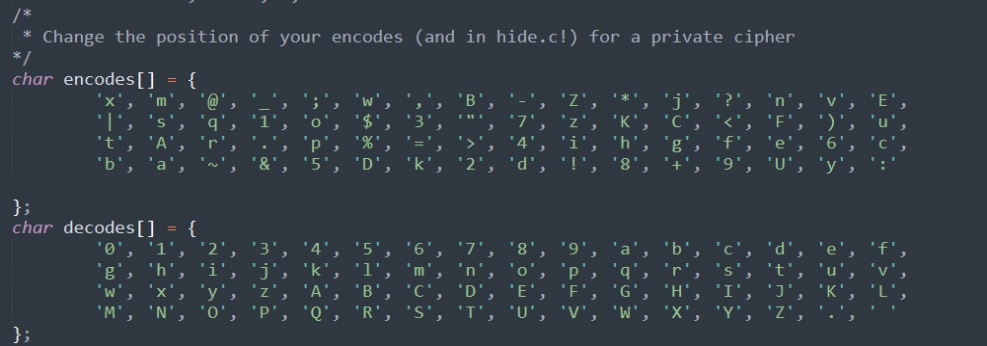 /*
* Change the position of your encodes (and in hide.c!) for a private cipher
*/
char encodes[] = {
'x', 'm', '@', '_', ';', 'w', ',', 'B', '-', 'Z', '*', 'j', '?', 'n', 'v', 'E',
'|', 's', 'q', '1', 'o', '$', '3', '"', '7', 'z', 'K', 'C', '<', 'F', ')', 'u',
't', 'A', 'r', '.', 'p', '%', '=', '>', '4', 'i', 'h', 'g', 'f', 'e', '6', 'c',
'b', 'a', '~', '&', '5', 'D', 'k', '2', 'd', '!', '8', '+', '9', 'U', 'y', ':'
};
char decodes[] = {
'0', '1', '2', '3', '4', '5', '6', '7', '8', '9', 'a', 'b', 'c', 'd', 'e', 'f',
'g', 'h', 'i', 'j', 'k', 'l', 'm', 'n', 'o', 'p', 'q', 'r', 's', 't', 'u', 'v',
'w', 'x', 'y', 'z', 'A', 'B', 'C', 'D', 'E', 'F', 'G', 'H', 'I', 'J', 'K', 'L',
'M', 'N', 'O', 'P', 'Q', 'R', 'S', 'T', 'U', 'V', 'W', 'X', 'Y', 'Z', '.', ' '
};